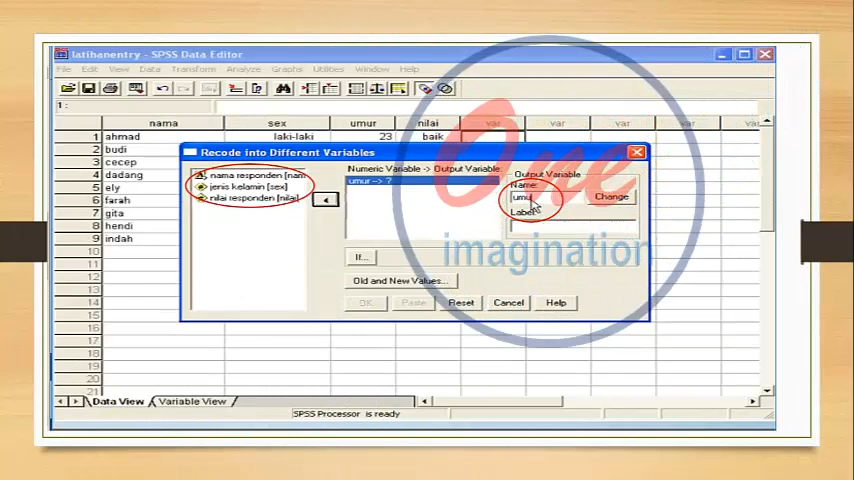 latihanentry - SPSS Data Editor
File Edit View Data Transform Analyze Graphs Utilities Window Help
1 :
nama sex umur nilai var var var var
1 ahmad laki-laki 23 baik
2 budi
3 cecep
4 dadang
5 ely
6 farah
7 gita
8 hendi
9 indah
10
11
12
13
14
15
16
17
18
19
20
21
Recode into Different Variables
nama responden [nam
jenis kelamin [sex]
nilai responden [nilai]
Numeric Variable -> Output Variable:
umur --> ?
Output Variable
Name:
umu
Change
Label:
If...
Old and New Values...
OK Paste Reset Cancel Help
One
imagination
Data View Variable View
SPSS Processor is ready